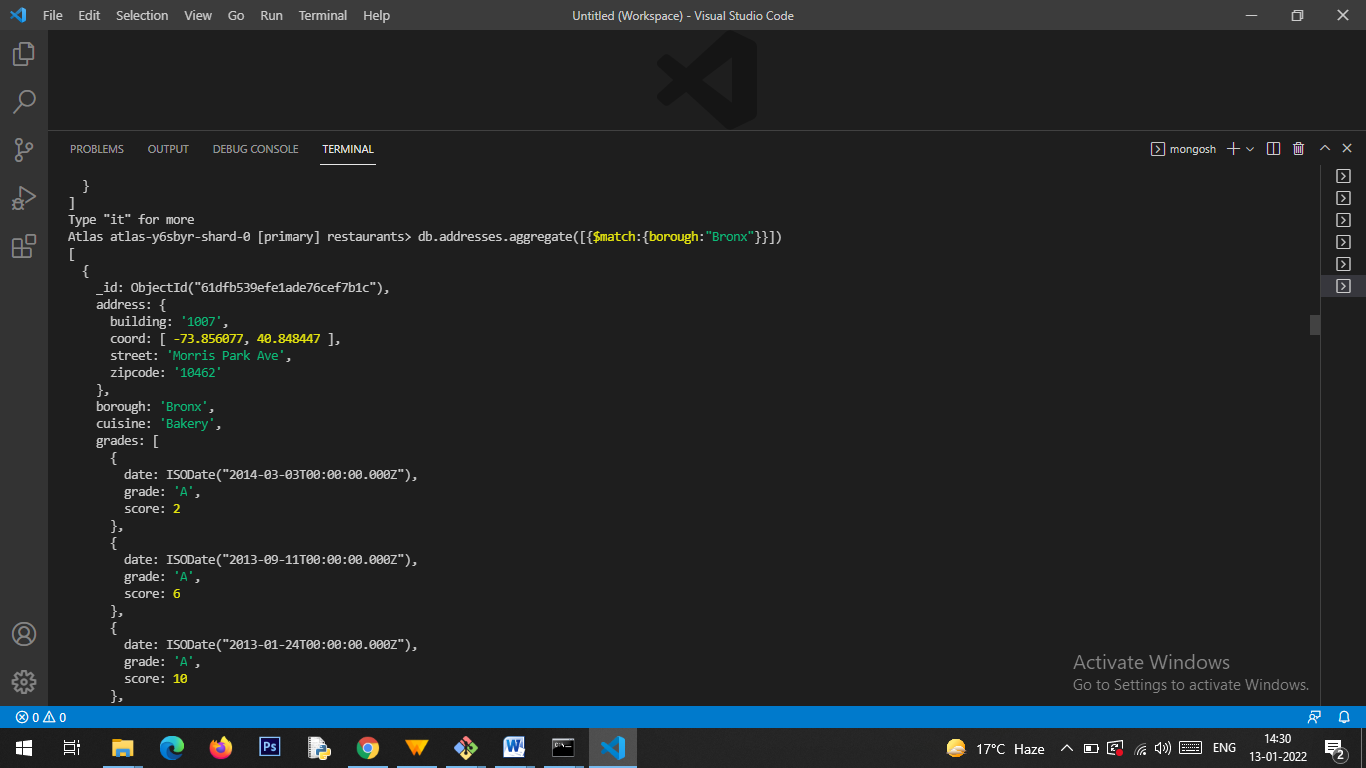 File Edit Selection View Go Run Terminal Help Untitled (Workspace) - Visual Studio Code
PROBLEMS OUTPUT DEBUG CONSOLE TERMINAL mongosh
}
]
Type "it" for more
Atlas atlas-y6sbyr-shard-0 [primary] restaurants> db.addresses.aggregate([{$match:{borough:"Bronx"}}])
[
{
_id: ObjectId("61dfb539efe1ade76cef7b1c"),
address: {
building: '1007',
coord: [ -73.856077, 40.848447 ],
street: 'Morris Park Ave',
zipcode: '10462'
},
borough: 'Bronx',
cuisine: 'Bakery',
grades: [
{
date: ISODate("2014-03-03T00:00:00.000Z"),
grade: 'A',
score: 2
},
{
date: ISODate("2013-09-11T00:00:00.000Z"),
grade: 'A',
score: 6
},
{
date: ISODate("2013-01-24T00:00:00.000Z"),
grade: 'A',
score: 10
},
Activate Windows
Go to Settings to activate Windows.
0 0
Ps W 17°C Haze ENG 14:30
13-01-2022
2